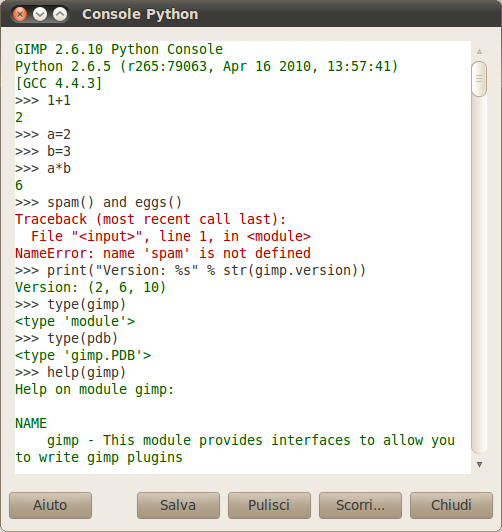 Console Python
GIMP 2.6.10 Python Console
Python 2.6.5 (r265:79063, Apr 16 2010, 13:57:41)
[GCC 4.4.3]
>>> 1+1
2
>>> a=2
>>> b=3
>>> a*b
6
>>> spam() and eggs()
Traceback (most recent call last):
  File "<input>", line 1, in <module>
NameError: name 'spam' is not defined
>>> print("Version: %s" % str(gimp.version))
Version: (2, 6, 10)
>>> type(gimp)
<type 'module'>
>>> type(pdb)
<type 'gimp.PDB'>
>>> help(gimp)
Help on module gimp:

NAME
    gimp - This module provides interfaces to allow you
to write gimp plugins
Aiuto
Salva
Pulisci
Scorri...
Chiudi